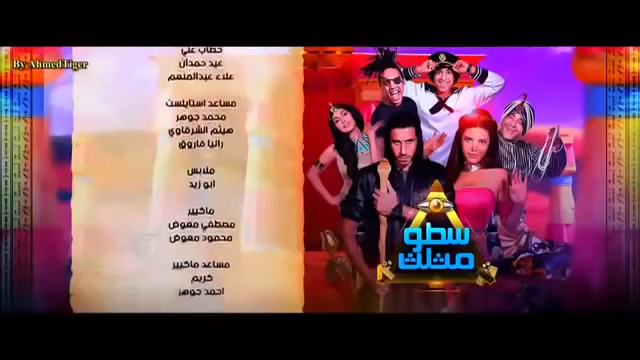 By AhmedTiger
خطاب علي
عيد حمدان
علاء عبدالمنعم
مساعد استايلست
محمد جوهر
هيثم الشرقاوي
رانيا فاروق
ملابس
ابو زيد
ماكيير
مصطفي معوض
محمود معوض
مساعد ماكيير
كريم
احمد جوهر
سطو
مثلث